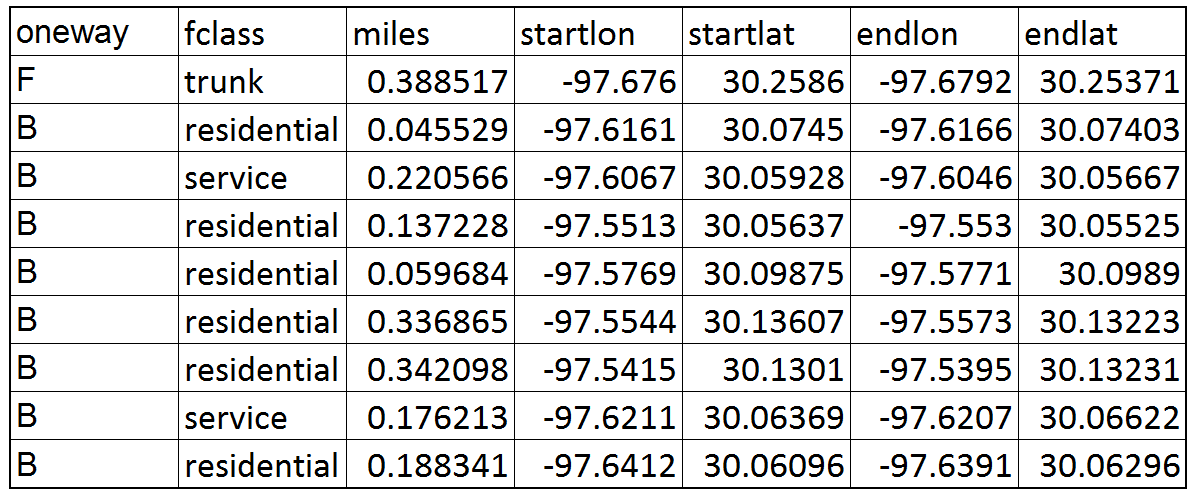 oneway fclass miles startlon startlat endlon endlat
F trunk 0.388517 -97.676 30.2586 -97.6792 30.25371
B residential 0.045529 -97.6161 30.0745 -97.6166 30.07403
B service 0.220566 -97.6067 30.05928 -97.6046 30.05667
B residential 0.137228 -97.5513 30.05637 -97.553 30.05525
B residential 0.059684 -97.5769 30.09875 -97.5771 30.0989
B residential 0.336865 -97.5544 30.13607 -97.5573 30.13223
B residential 0.342098 -97.5415 30.1301 -97.5395 30.13231
B service 0.176213 -97.6211 30.06369 -97.6207 30.06622
B residential 0.188341 -97.6412 30.06096 -97.6391 30.06296